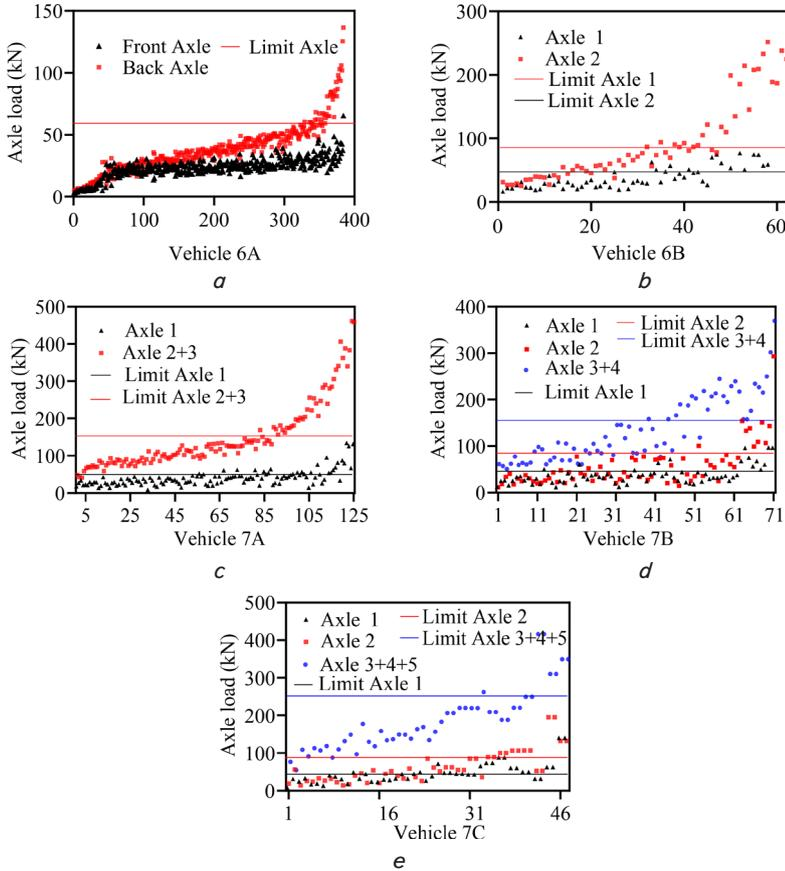 150
100
50
0
Axle load (kN)
Front Axle
Limit Axle
Back Axle
0 100 200 300 400
Vehicle 6A
a
300
200
100
0
Axle load (kN)
Axle 1
Axle 2
Limit Axle 1
Limit Axle 2
0 20 40 60
Vehicle 6B
b
500
400
300
200
100
0
Axle load (kN)
Axle 1
Axle 2+3
Limit Axle 1
Limit Axle 2+3
5 25 45 65 85 105 125
Vehicle 7A
c
400
300
200
100
0
Axle load (kN)
Axle 1
Limit Axle 2
Axle 2
Limit Axle 3+4
Axle 3+4
Limit Axle 1
1 11 21 31 41 51 61 71
Vehicle 7B
d
500
400
300
200
100
0
Axle load (kN)
Axle 1
Limit Axle 2
Axle 2
Limit Axle 3+4+5
Axle 3+4+5
Limit Axle 1
1 16 31 46
Vehicle 7C
e